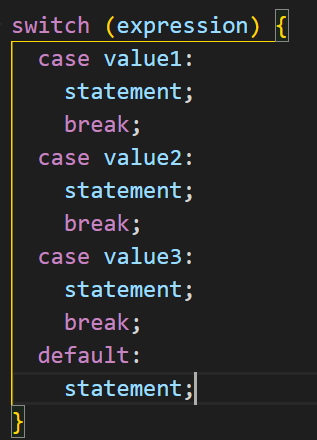 switch (expression) {
  case value1:
    statement;
    break;
  case value2:
    statement;
    break;
  case value3:
    statement;
    break;
  default:
    statement;
}